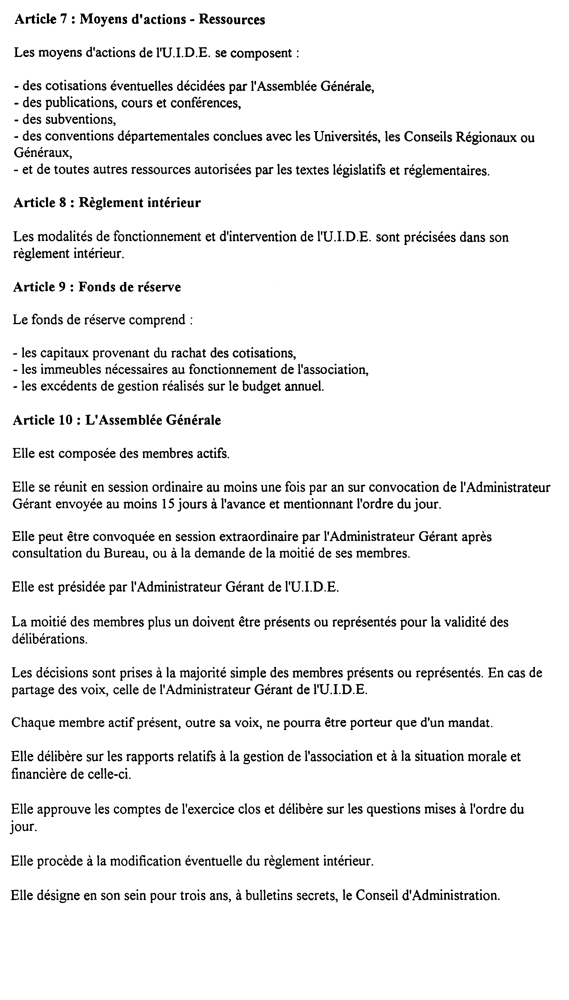 Article 7 : Moyens d'actions - Ressources
Les moyens d'actions de l'U.I.D.E. se composent :
- des cotisations éventuelles décidées par l'Assemblée Générale,
- des publications, cours et conférences,
- des subventions,
- des conventions départementales conclues avec les Universités, les Conseils Régionaux ou
Généraux,
- et de toutes autres ressources autorisées par les textes législatifs et réglementaires.
Article 8 : Règlement intérieur
Les modalités de fonctionnement et d'intervention de l'U.I.D.E. sont précisées dans son
règlement intérieur.
Article 9 : Fonds de réserve
Le fonds de réserve comprend :
- les capitaux provenant du rachat des cotisations,
- les immeubles nécessaires au fonctionnement de l'association,
- les excédents de gestion réalisés sur le budget annuel.
Article 10 : L'Assemblée Générale
Elle est composée des membres actifs.
Elle se réunit en session ordinaire au moins une fois par an sur convocation de l'Administrateur
Gérant envoyée au moins 15 jours à l'avance et mentionnant l'ordre du jour.
Elle peut être convoquée en session extraordinaire par l'Administrateur Gérant après
consultation du Bureau, ou à la demande de la moitié de ses membres.
Elle est présidée par l'Administrateur Gérant de l'U.I.D.E.
La moitié des membres plus un doivent être présents ou représentés pour la validité des
délibérations.
Les décisions sont prises à la majorité simple des membres présents ou représentés. En cas de
partage des voix, celle de l'Administrateur Gérant de l'U.I.D.E.
Chaque membre actif présent, outre sa voix, ne pourra être porteur que d'un mandat.
Elle délibère sur les rapports relatifs à la gestion de l'association et à la situation morale et
financière de celle-ci.
Elle approuve les comptes de l'exercice clos et délibère sur les questions mises à l'ordre du
jour.
Elle procède à la modification éventuelle du règlement intérieur.
Elle désigne en son sein pour trois ans, à bulletins secrets, le Conseil d'Administration.